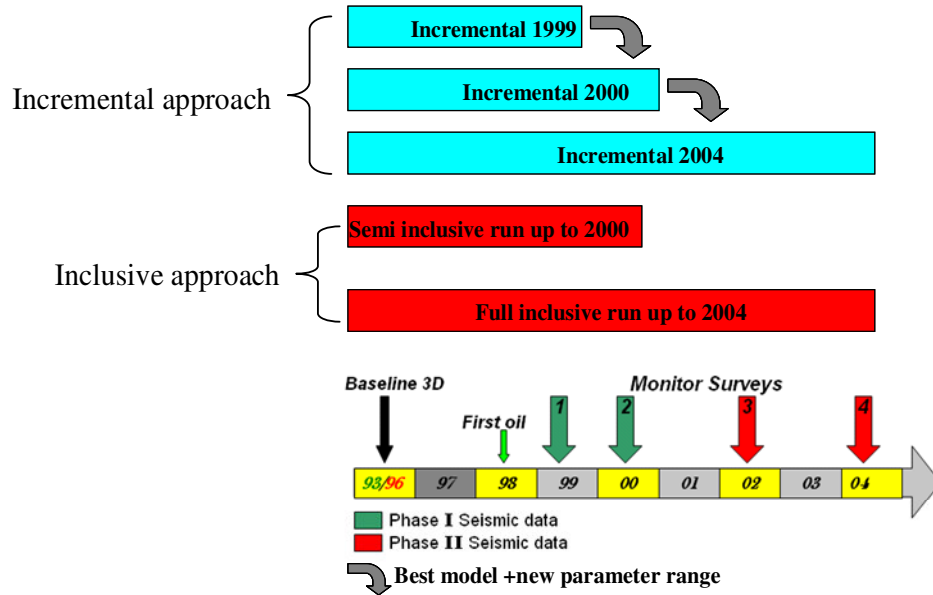 Incremental 1999
Incremental approach
Incremental 2000
Incremental 2004
Semi inclusive run up to 2000
Inclusive approach
Full inclusive run up to 2004
Baseline 3D
Monitor Surveys
First oil
1
2
3
4
93/96
97
98
99
00
01
02
03
04
Phase I Seismic data
Phase II Seismic data
Best model +new parameter range